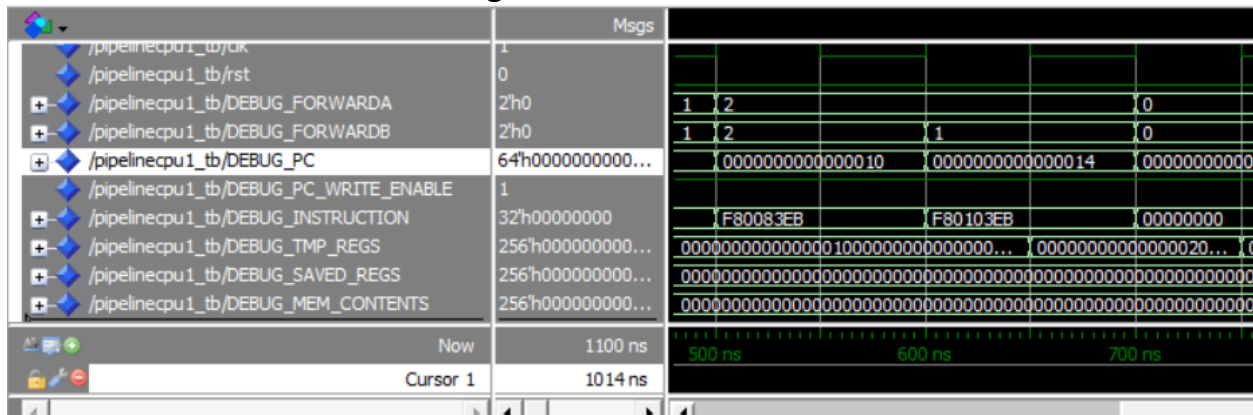 Msgs
/pipelinecpu1_tb/clk 1
/pipelinecpu1_tb/rst 0
/pipelinecpu1_tb/DEBUG_FORWARDA 2'h0 1 2 0
/pipelinecpu1_tb/DEBUG_FORWARDB 2'h0 1 2 1 0
/pipelinecpu1_tb/DEBUG_PC 64'h0000000000... 0000000000000010 0000000000000014 00000000000
/pipelinecpu1_tb/DEBUG_PC_WRITE_ENABLE 1
/pipelinecpu1_tb/DEBUG_INSTRUCTION 32'h00000000 F80083EB F80103EB 00000000
/pipelinecpu1_tb/DEBUG_TMP_REGS 256'h000000000... 00000000000000001000000000000000... 000000000000000020...
/pipelinecpu1_tb/DEBUG_SAVED_REGS 256'h000000000...
/pipelinecpu1_tb/DEBUG_MEM_CONTENTS 256'h000000000...
Now 1100 ns 500 ns 600 ns 700 ns
Cursor 1 1014 ns